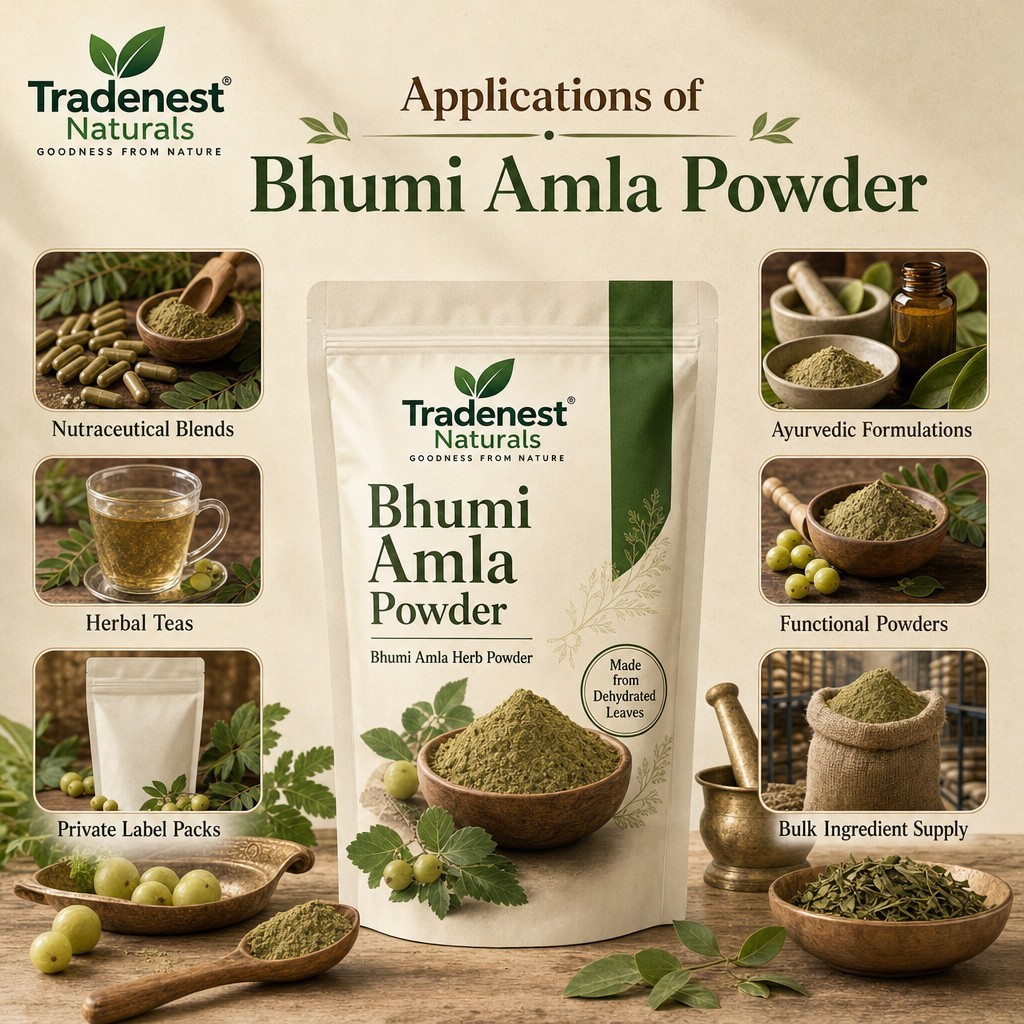 Tradenest®
Naturals
GOODNESS FROM NATURE
Applications of
Bhumi Amla Powder
Nutraceutical Blends
Herbal Teas
Private Label Packs
Tradenest®
Naturals
GOODNESS FROM NATURE
Bhumi
Amla
Powder
Bhumi Amla Herb Powder
Made
from
Dehydrated
Leaves
Ayurvedic Formulations
Functional Powders
Bulk Ingredient Supply